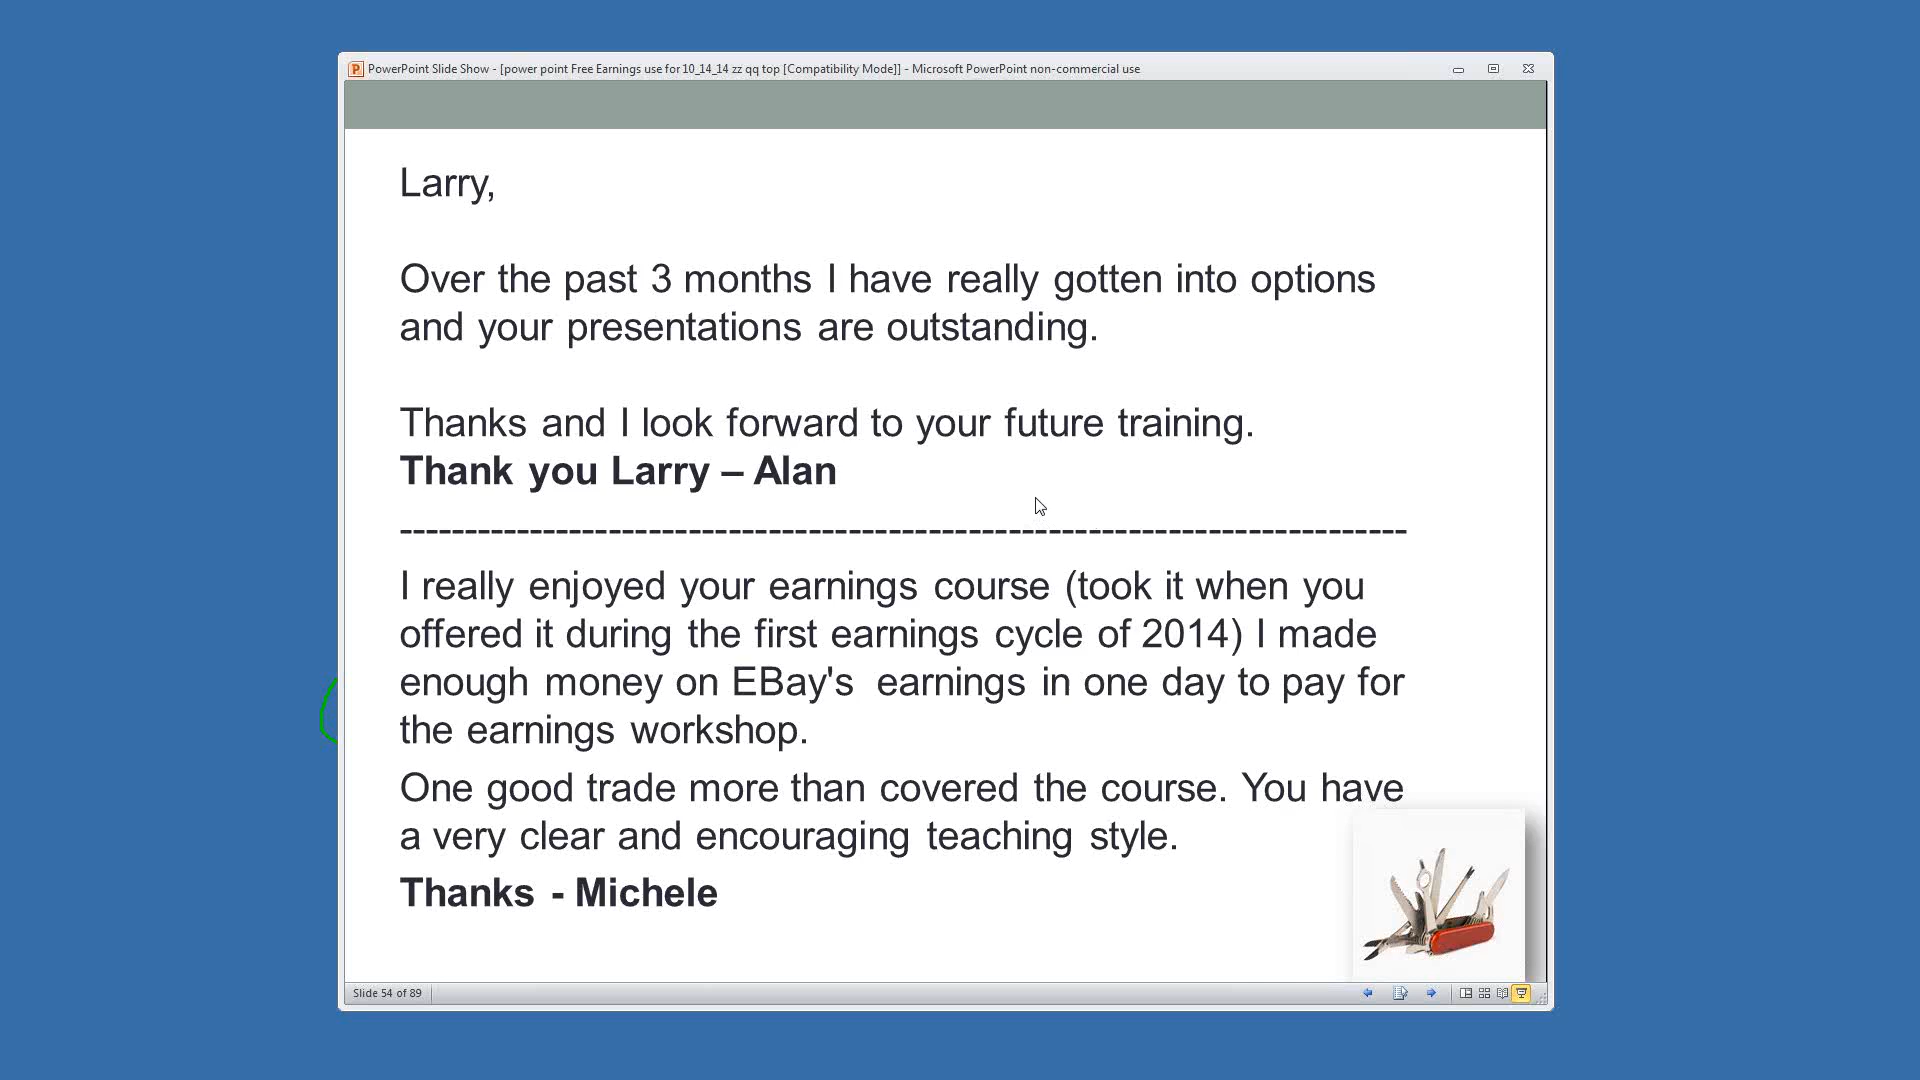 PowerPoint Slide Show - [power point Free Earnings use for 10_14_14 zz qq top [Compatibility Mode]] - Microsoft PowerPoint non-commercial use
Larry,
Over the past 3 months I have really gotten into options
and your presentations are outstanding.
Thanks and I look forward to your future training.
Thank you Larry – Alan
------------------------------------------------------------------------------
I really enjoyed your earnings course (took it when you
offered it during the first earnings cycle of 2014) I made
enough money on EBay's  earnings in one day to pay for
the earnings workshop.
One good trade more than covered the course. You have
a very clear and encouraging teaching style.
Thanks - Michele
Slide 54 of 89